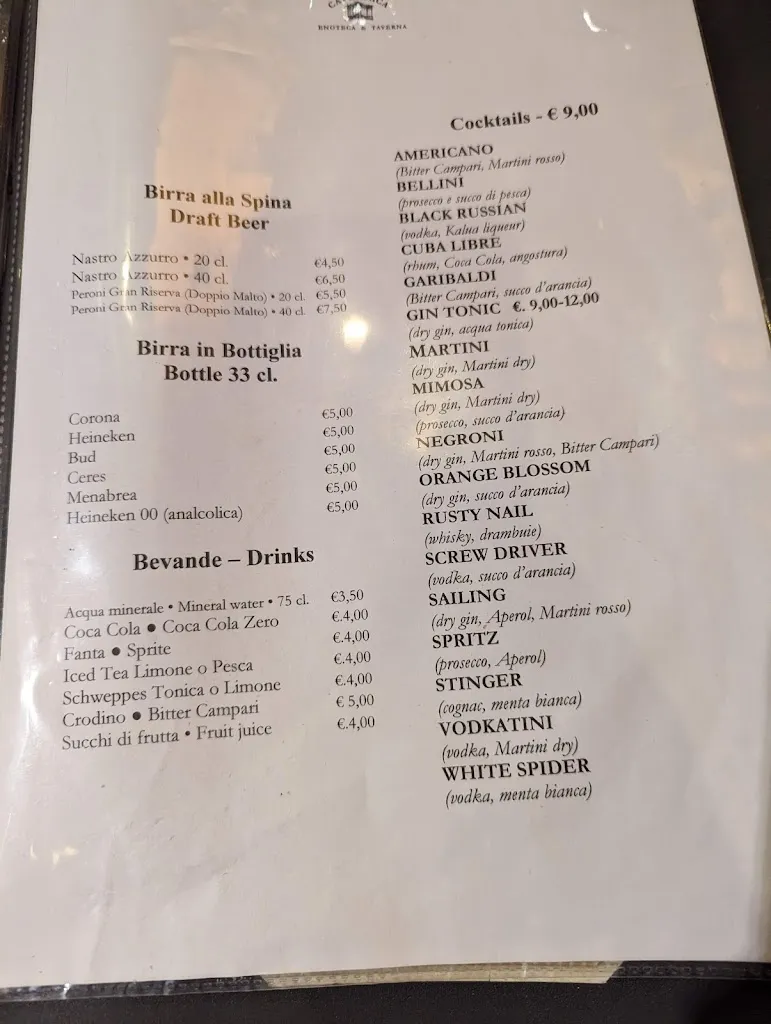 ENOTECA E TAVERNA
Birra alla Spina
Draft Beer
Nastro Azzurro • 20 cl. €4,50
Nastro Azzurro • 40 cl. €6,50
Peroni Gran Riserva (Doppio Malto) • 20 cl. €5,50
Peroni Gran Riserva (Doppio Malto) • 40 cl. €7,50
Birra in Bottiglia
Bottle 33 cl.
Corona €5,00
Heineken €5,00
Bud €5,00
Ceres €5,00
Menabrea €5,00
Heineken 00 (analcolica) €5,00
Bevande – Drinks
Acqua minerale • Mineral water • 75 cl. €3,50
Coca Cola ● Coca Cola Zero €.4,00
Fanta ● Sprite €.4,00
Iced Tea Limone o Pesca €.4,00
Schweppes Tonica o Limone €.4,00
Crodino ● Bitter Campari € 5,00
Succhi di frutta • Fruit juice €.4,00
Cocktails - € 9,00
AMERICANO
(Bitter Campari, Martini rosso)
BELLINI
(prosecco e succo di pesca)
BLACK RUSSIAN
(vodka, Kalua liqueur)
CUBA LIBRE
(rhum, Coca Cola, angostura)
GARIBALDI
(Bitter Campari, succo d'arancia)
GIN TONIC €. 9,00-12,00
(dry gin, acqua tonica)
MARTINI
(dry gin, Martini dry)
MIMOSA
(dry gin, Martini dry)
(prosecco, succo d'arancia)
NEGRONI
(dry gin, Martini rosso, Bitter Campari)
ORANGE BLOSSOM
(dry gin, succo d'arancia)
RUSTY NAIL
(whisky, drambuie)
SCREW DRIVER
(vodka, succo d'arancia)
SAILING
(dry gin, Aperol, Martini rosso)
SPRITZ
(prosecco, Aperol)
STINGER
(cognac, menta bianca)
VODKATINI
(vodka, Martini dry)
WHITE SPIDER
(vodka, menta bianca)